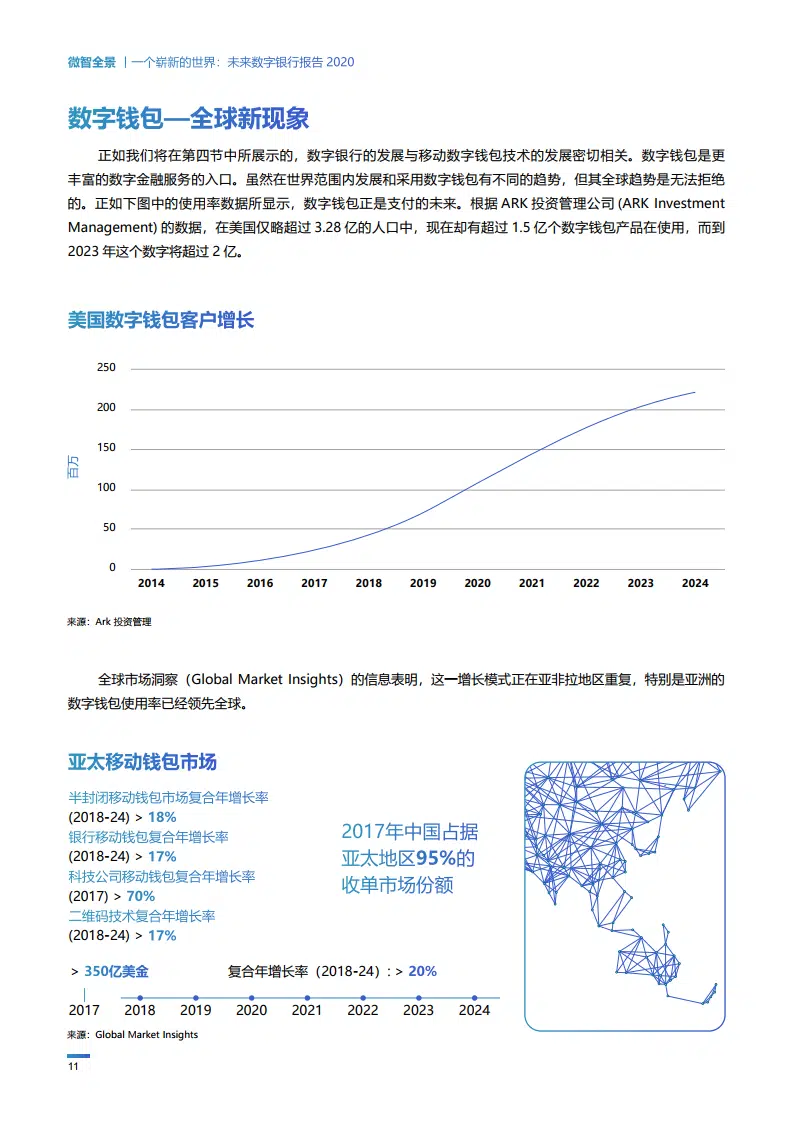 微智全景 | 一个崭新的世界：未来数字银行报告 2020
数字钱包—全球新现象
正如我们将在第四节中所展示的，数字银行的发展与移动数字钱包技术的发展密切相关。数字钱包是更
丰富的数字金融服务的入口。虽然在世界范围内发展和采用数字钱包有不同的趋势，但其全球趋势是无法拒绝
的。正如下图中的使用率数据所显示，数字钱包正是支付的未来。根据 ARK 投资管理公司 (ARK Investment
Management) 的数据，在美国仅略超过 3.28 亿的人口中，现在却有超过 1.5 亿个数字钱包产品在使用，而到
2023 年这个数字将超过 2 亿。
美国数字钱包客户增长
250
200
150
百万
100
50
0
2014 2015 2016 2017 2018 2019 2020 2021 2022 2023 2024
来源：Ark 投资管理
全球市场洞察（Global Market Insights）的信息表明，这一增长模式正在亚非拉地区重复，特别是亚洲的
数字钱包使用率已经领先全球。
亚太移动钱包市场
半封闭移动钱包市场复合年增长率
(2018-24) > 18%
银行移动钱包复合年增长率
(2018-24) > 17%
科技公司移动钱包复合年增长率
(2017) > 70%
二维码技术复合年增长率
(2018-24) > 17%
2017年中国占据
亚太地区95%的
收单市场份额
> 350亿美金 复合年增长率（2018-24）: > 20%
2017 2018 2019 2020 2021 2022 2023 2024
来源：Global Market Insights
11